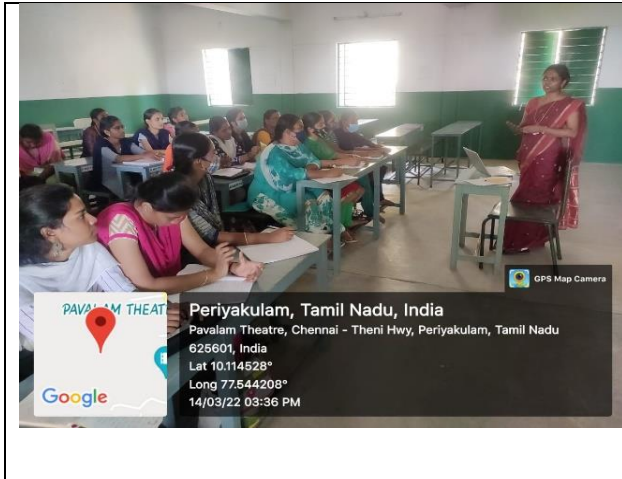 GPS Map Camera
PAVALAM THEAT
Google
Periyakulam, Tamil Nadu, India
Pavalam Theatre, Chennai - Theni Hwy, Periyakulam, Tamil Nadu
625601, India
Lat 10.114528°
Long 77.544208°
14/03/22 03:36 PM